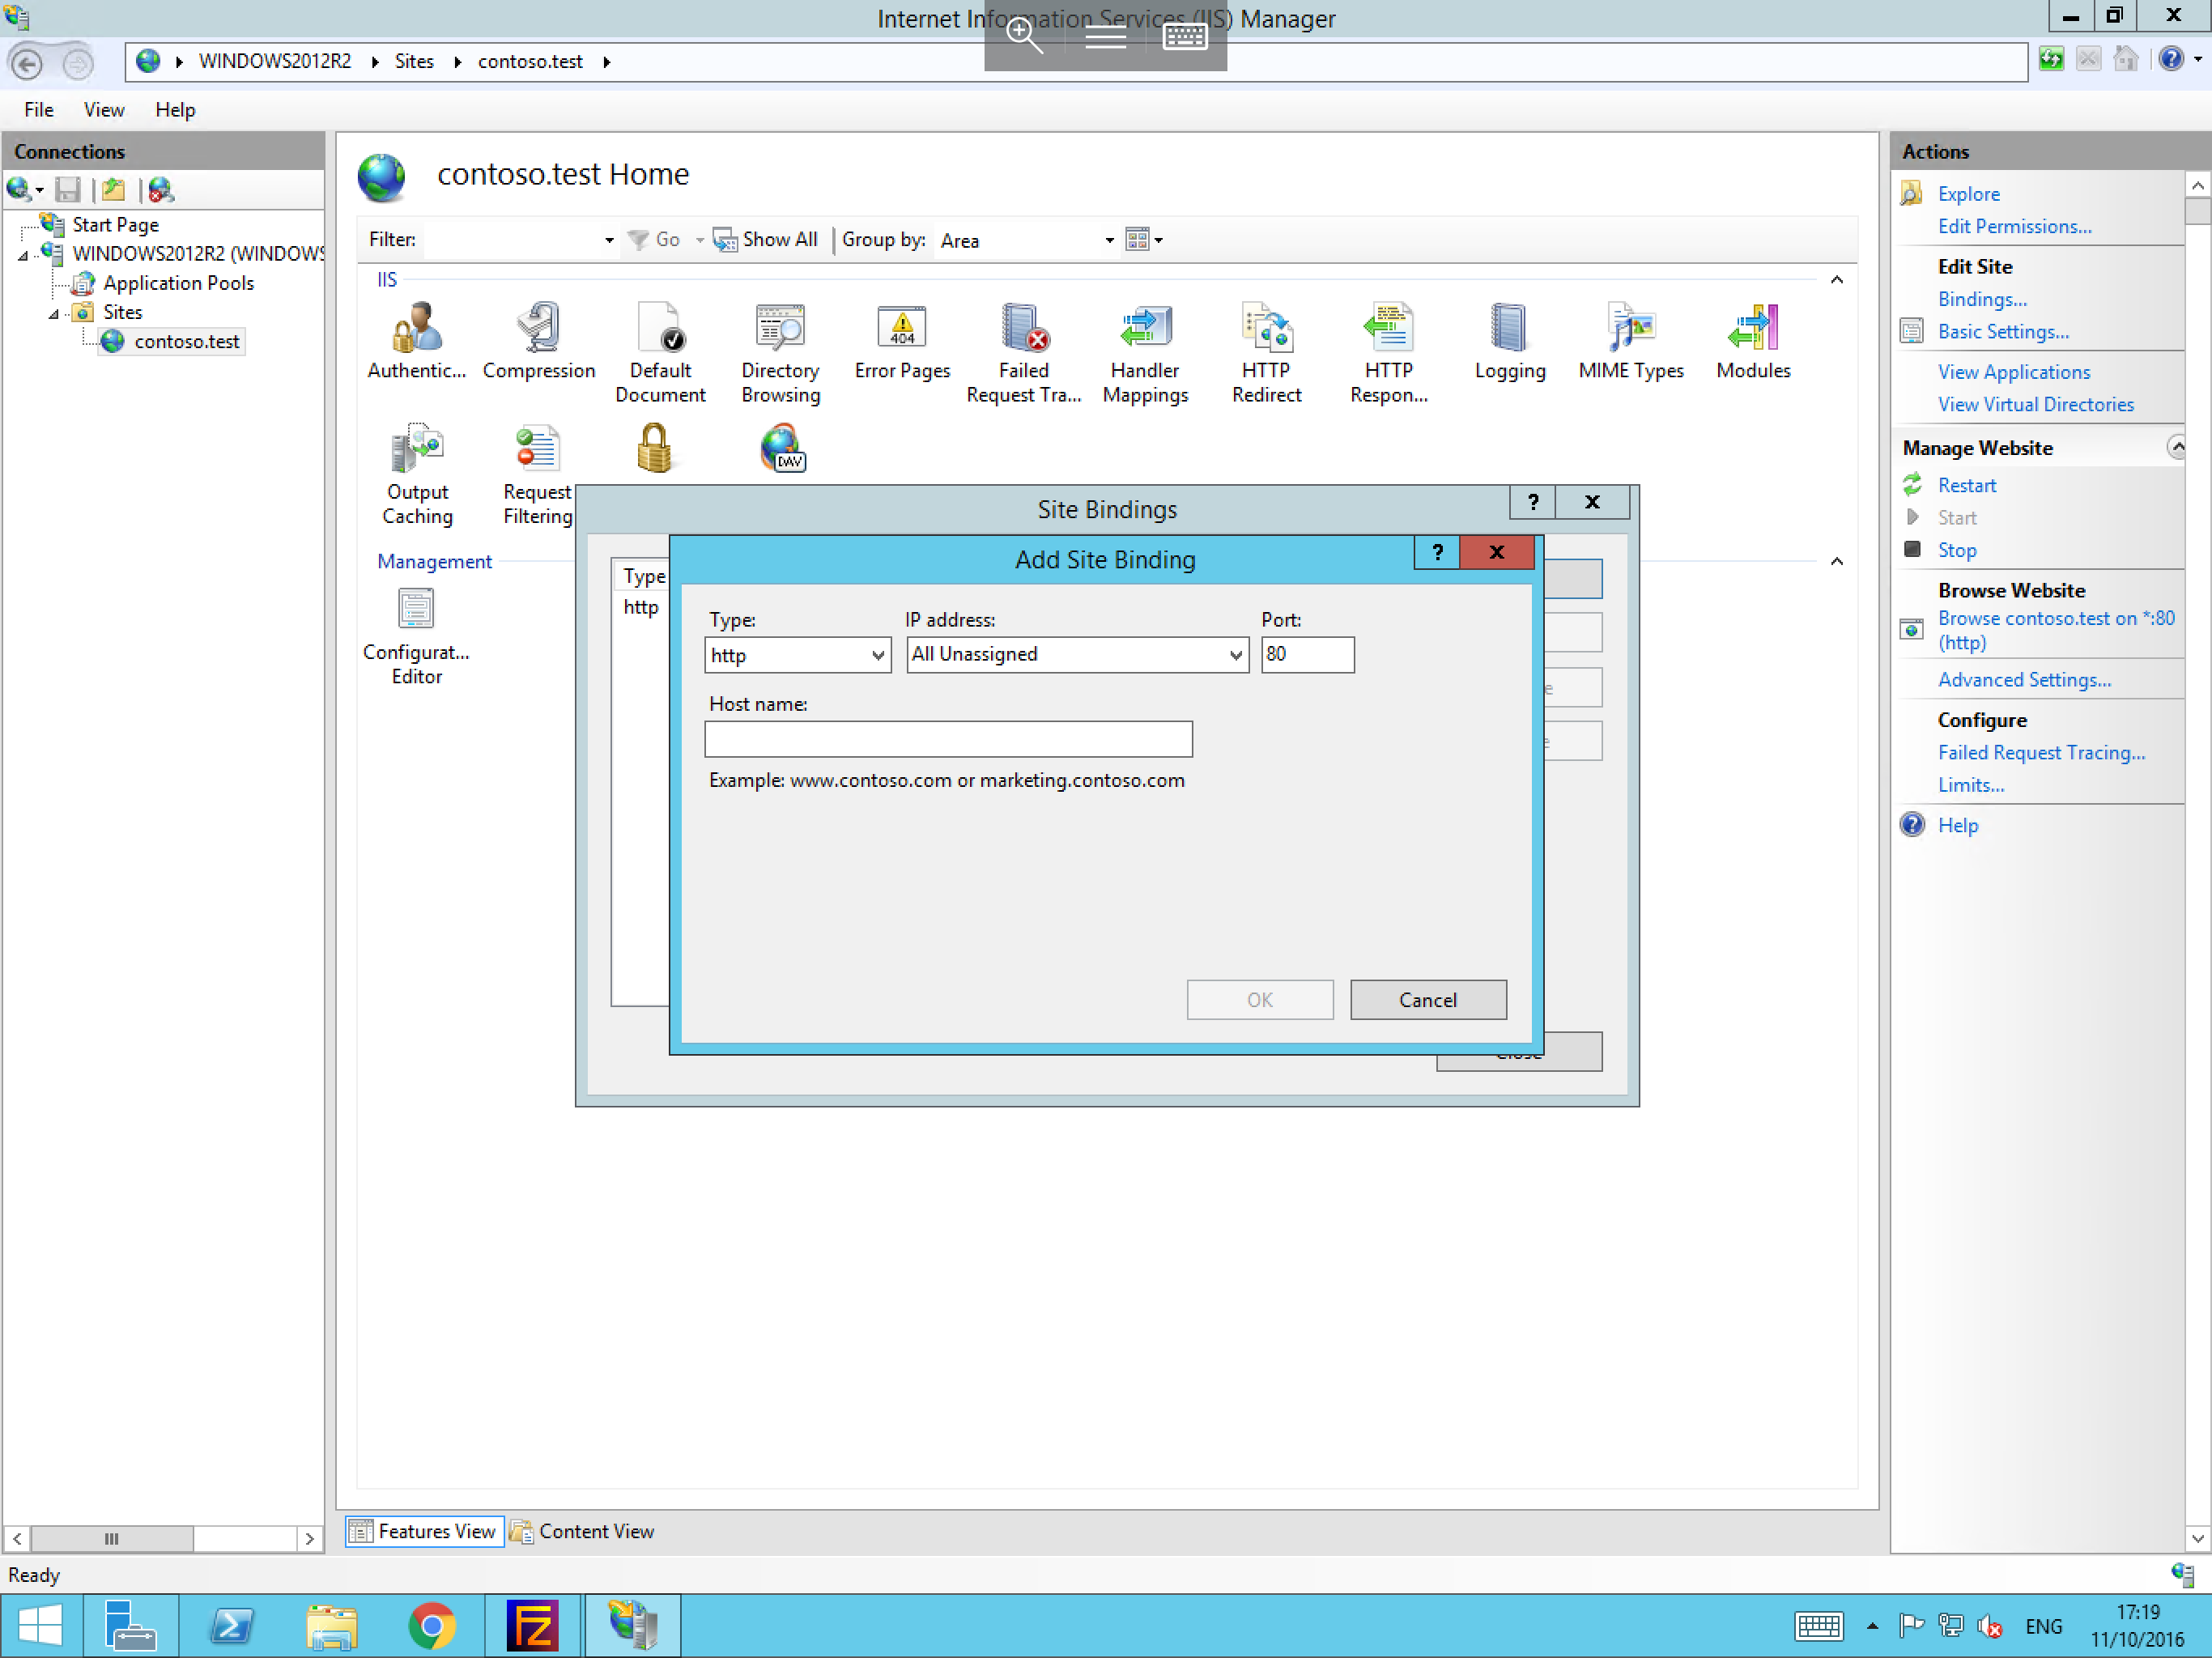 Internet Information Services (IIS) Manager
WINDOWS2012R2 Sites contoso.test
File View Help
Connections
Start Page
WINDOWS2012R2 (WINDOWS
Application Pools
Sites
contoso.test
contoso.test Home
Filter: Go Show All Group by: Area
IIS
Authentic... Compression Default Document Directory Browsing Error Pages Failed Request Tra... Handler Mappings HTTP Redirect HTTP Respon... Logging MIME Types Modules
404
Output Caching Request Filtering
DAV
Management
Configurat... Editor
Site Bindings
?
X
Type
http
Close
Add Site Binding
?
X
Type: IP address: Port:
http All Unassigned 80
Host name:
Example: www.contoso.com or marketing.contoso.com
OK Cancel
Features View Content View
Actions
Explore
Edit Permissions...
Edit Site
Bindings...
Basic Settings...
View Applications
View Virtual Directories
Manage Website
Restart
Start
Stop
Browse Website
Browse contoso.test on *:80
(http)
Advanced Settings...
Configure
Failed Request Tracing...
Limits...
Help
Ready
FZ
ENG
17:19
11/10/2016